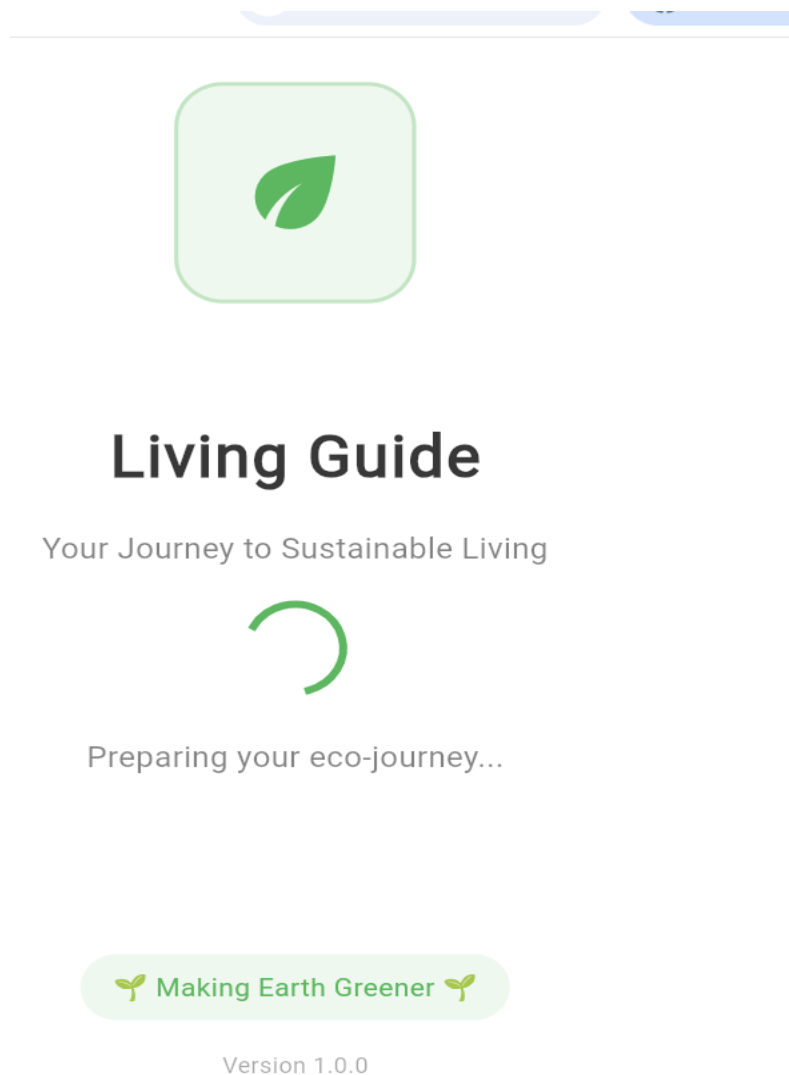 Living Guide
Your Journey to Sustainable Living
Preparing your eco-journey...
🌱 Making Earth Greener 🌱
Version 1.0.0